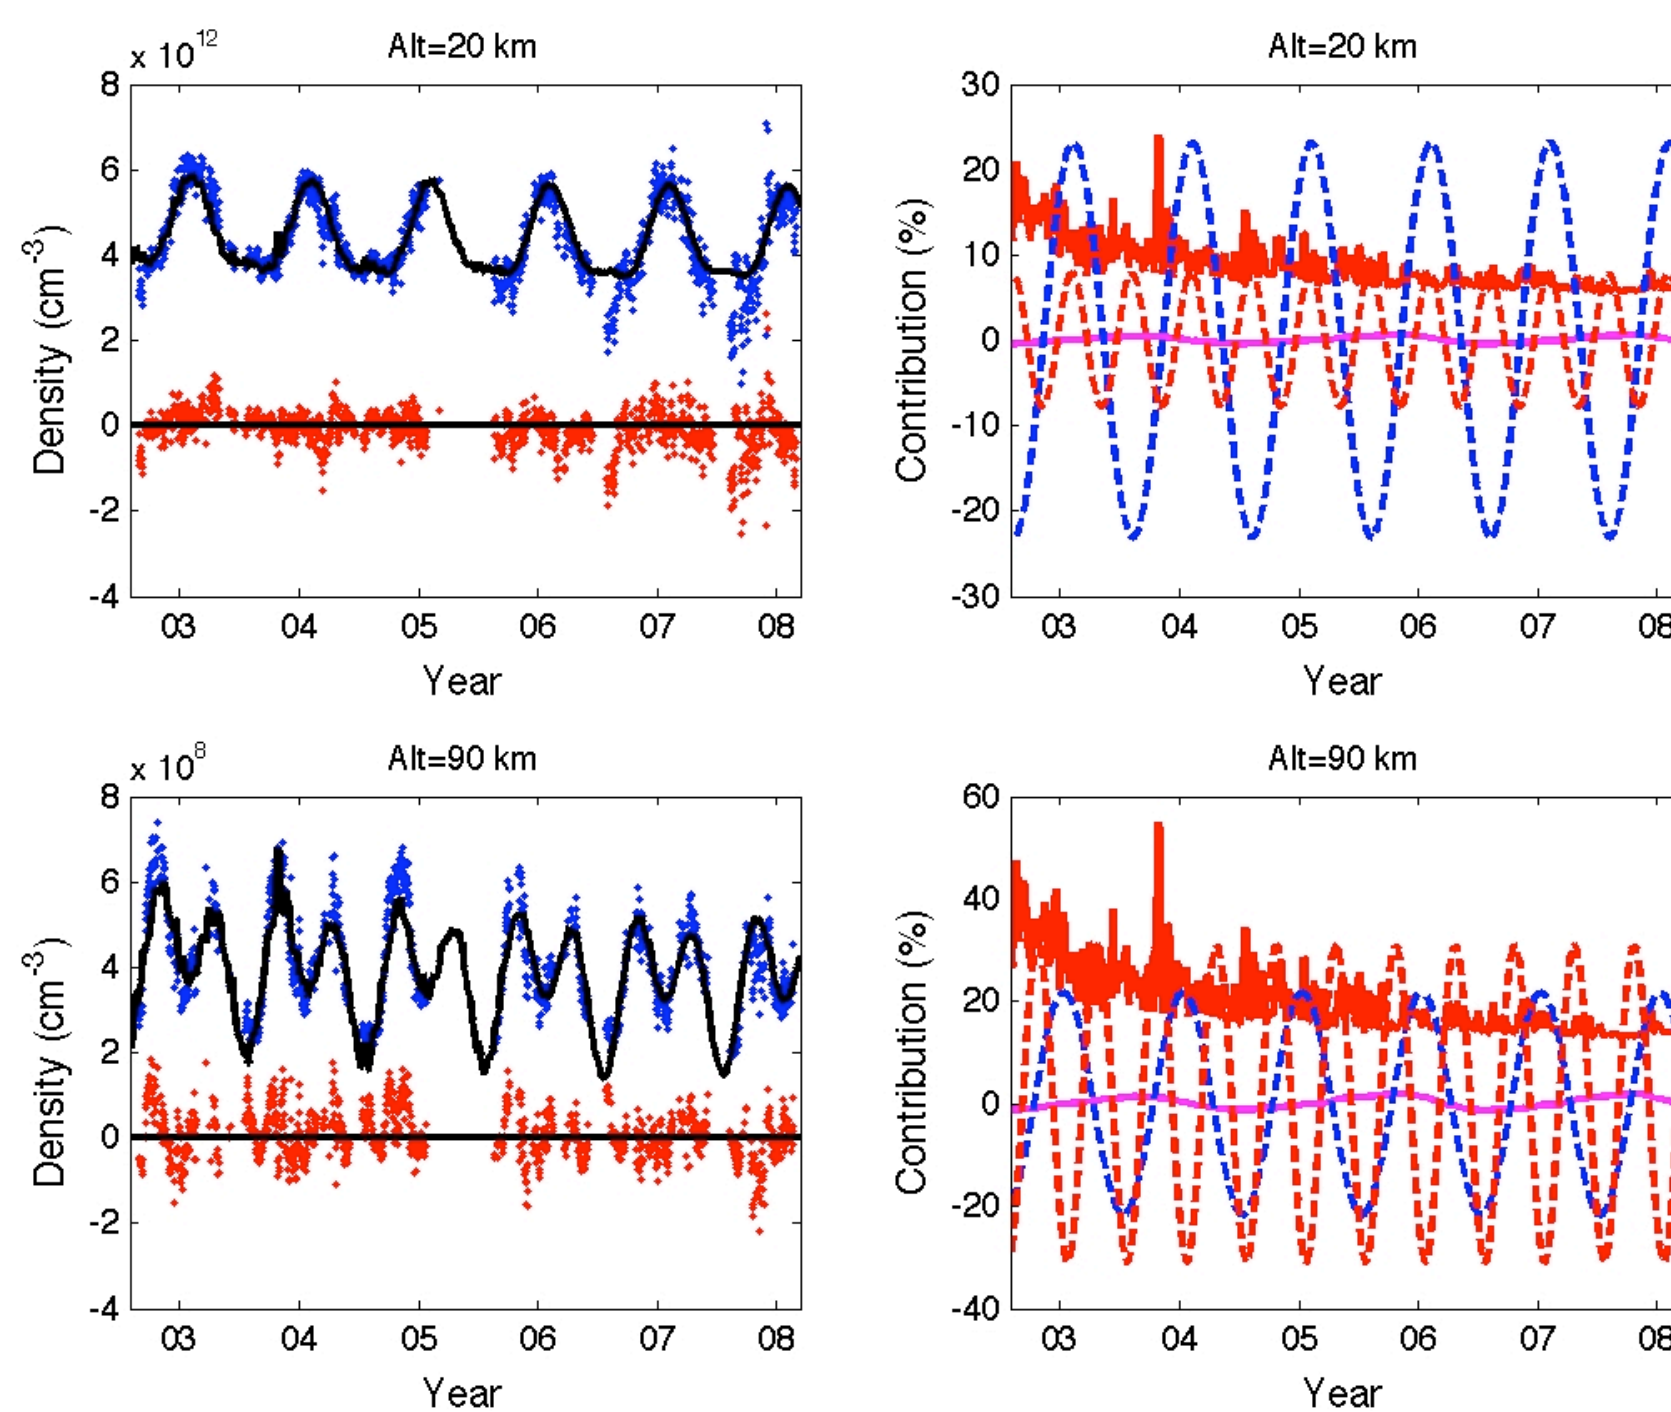 x 10^12
Alt=20 km
8
6
4
2
0
-2
-4
Density (cm^-3)
03 04 05 06 07 08
Year
Alt=20 km
30
20
10
0
-10
-20
-30
Contribution (%)
03 04 05 06 07 08
Year
x 10^8
Alt=90 km
8
6
4
2
0
-2
-4
Density (cm^-3)
03 04 05 06 07 08
Year
Alt=90 km
60
40
20
0
-20
-40
Contribution (%)
03 04 05 06 07 08
Year